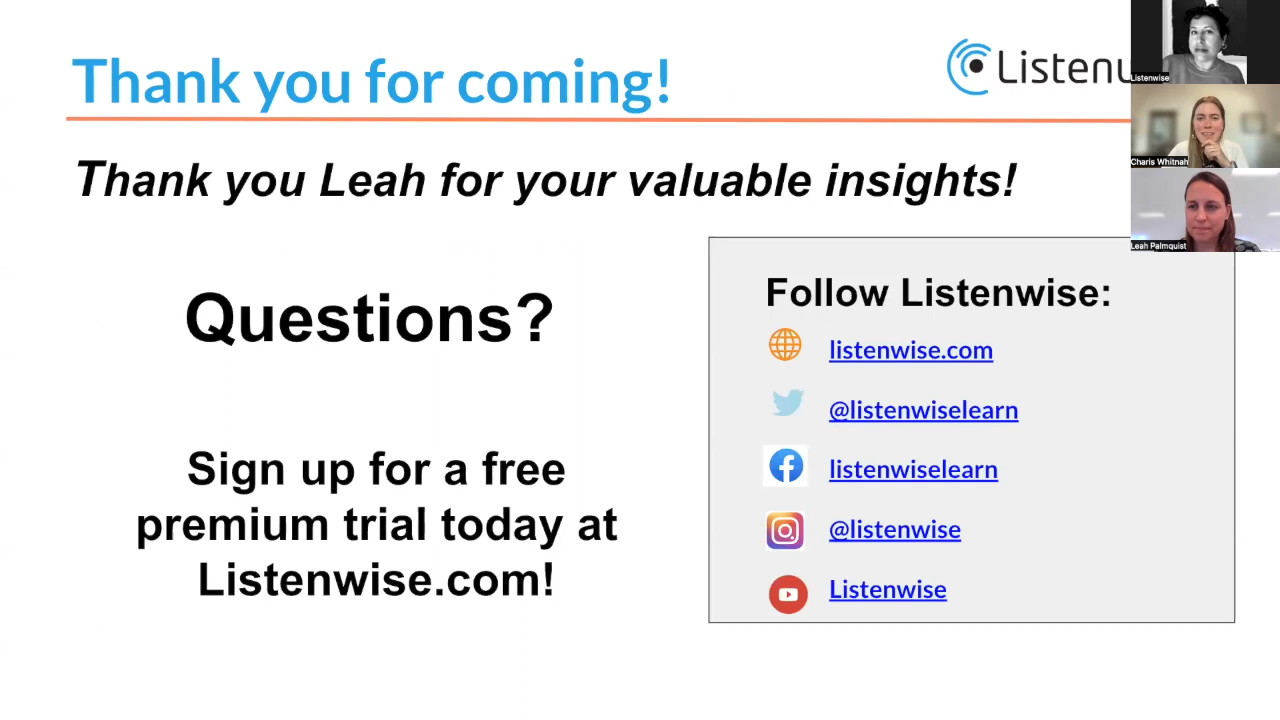 Thank you for coming!
Listenw
Listenwise
Charis Whitnah
Thank you Leah for your valuable insights!
Leah Palmquist
Questions?
Follow Listenwise:
listenwise.com
@listenwiselearn
listenwiselearn
@listenwise
Listenwise
Sign up for a free
premium trial today at
Listenwise.com!